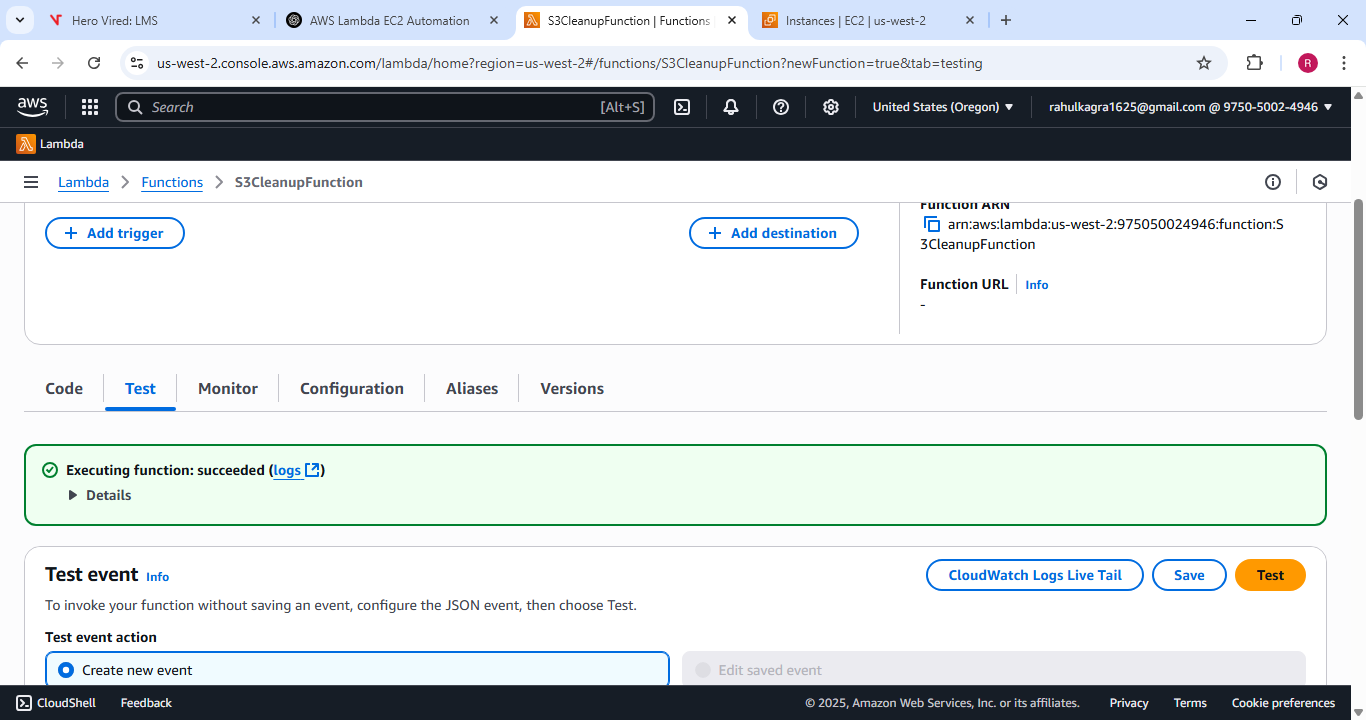 Hero Vired: LMS
AWS Lambda EC2 Automation
S3CleanupFunction | Functions
Instances | EC2 | us-west-2
us-west-2.console.aws.amazon.com/lambda/home?region=us-west-2#/functions/S3CleanupFunction?newFunction=true&tab=testing
R
aws
Search
[Alt+S]
United States (Oregon)
rahulkagra1625@gmail.com @ 9750-5002-4946
Lambda
Lambda
Functions
S3CleanupFunction
Function ARN
Add trigger
Add destination
arn:aws:lambda:us-west-2:975050024946:function:S
3CleanupFunction
Function URL
Info
-
Code
Test
Monitor
Configuration
Aliases
Versions
Executing function: succeeded (logs)
Details
Test event
Info
CloudWatch Logs Live Tail
Save
Test
To invoke your function without saving an event, configure the JSON event, then choose Test.
Test event action
Create new event
Edit saved event
CloudShell
Feedback
© 2025, Amazon Web Services, Inc. or its affiliates.
Privacy
Terms
Cookie preferences